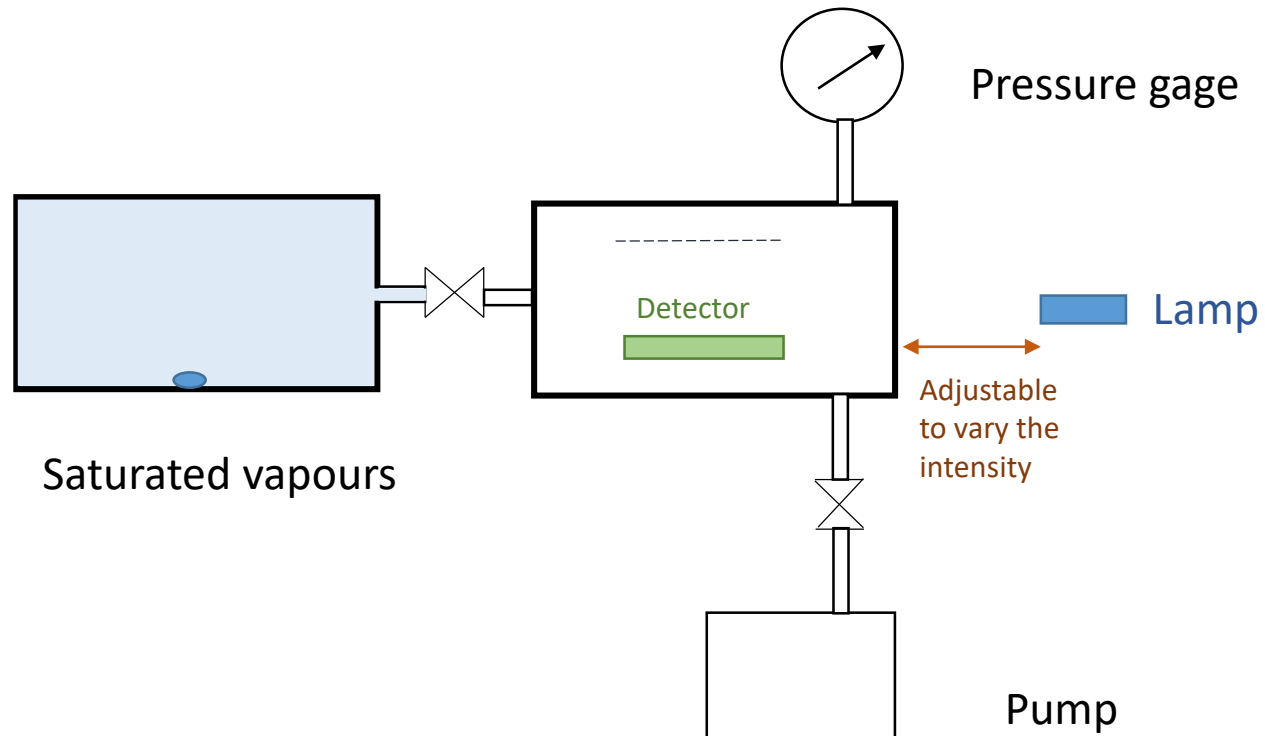 Pressure gage
Detector
Lamp
Adjustable
to vary the
intensity
Saturated vapours
Pump